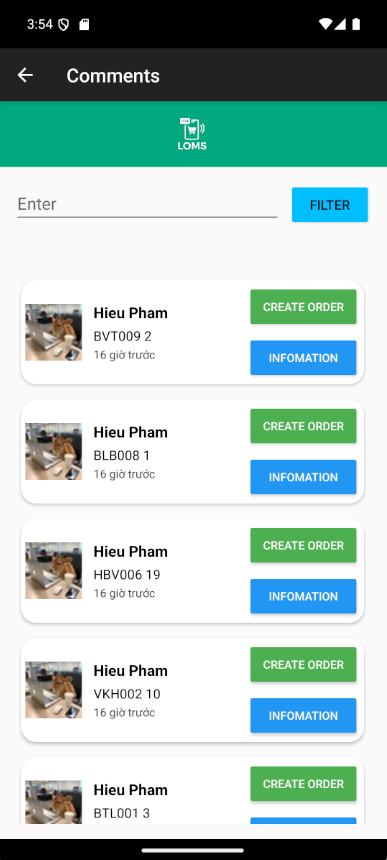 3:54
Comments
LOMS
Enter
FILTER
Hieu Pham
BVT009 2
16 giờ trước
CREATE ORDER
INFOMATION
Hieu Pham
BLB008 1
16 giờ trước
CREATE ORDER
INFOMATION
Hieu Pham
HBV006 19
16 giờ trước
CREATE ORDER
INFOMATION
Hieu Pham
VKH002 10
16 giờ trước
CREATE ORDER
INFOMATION
Hieu Pham
BTL001 3
CREATE ORDER